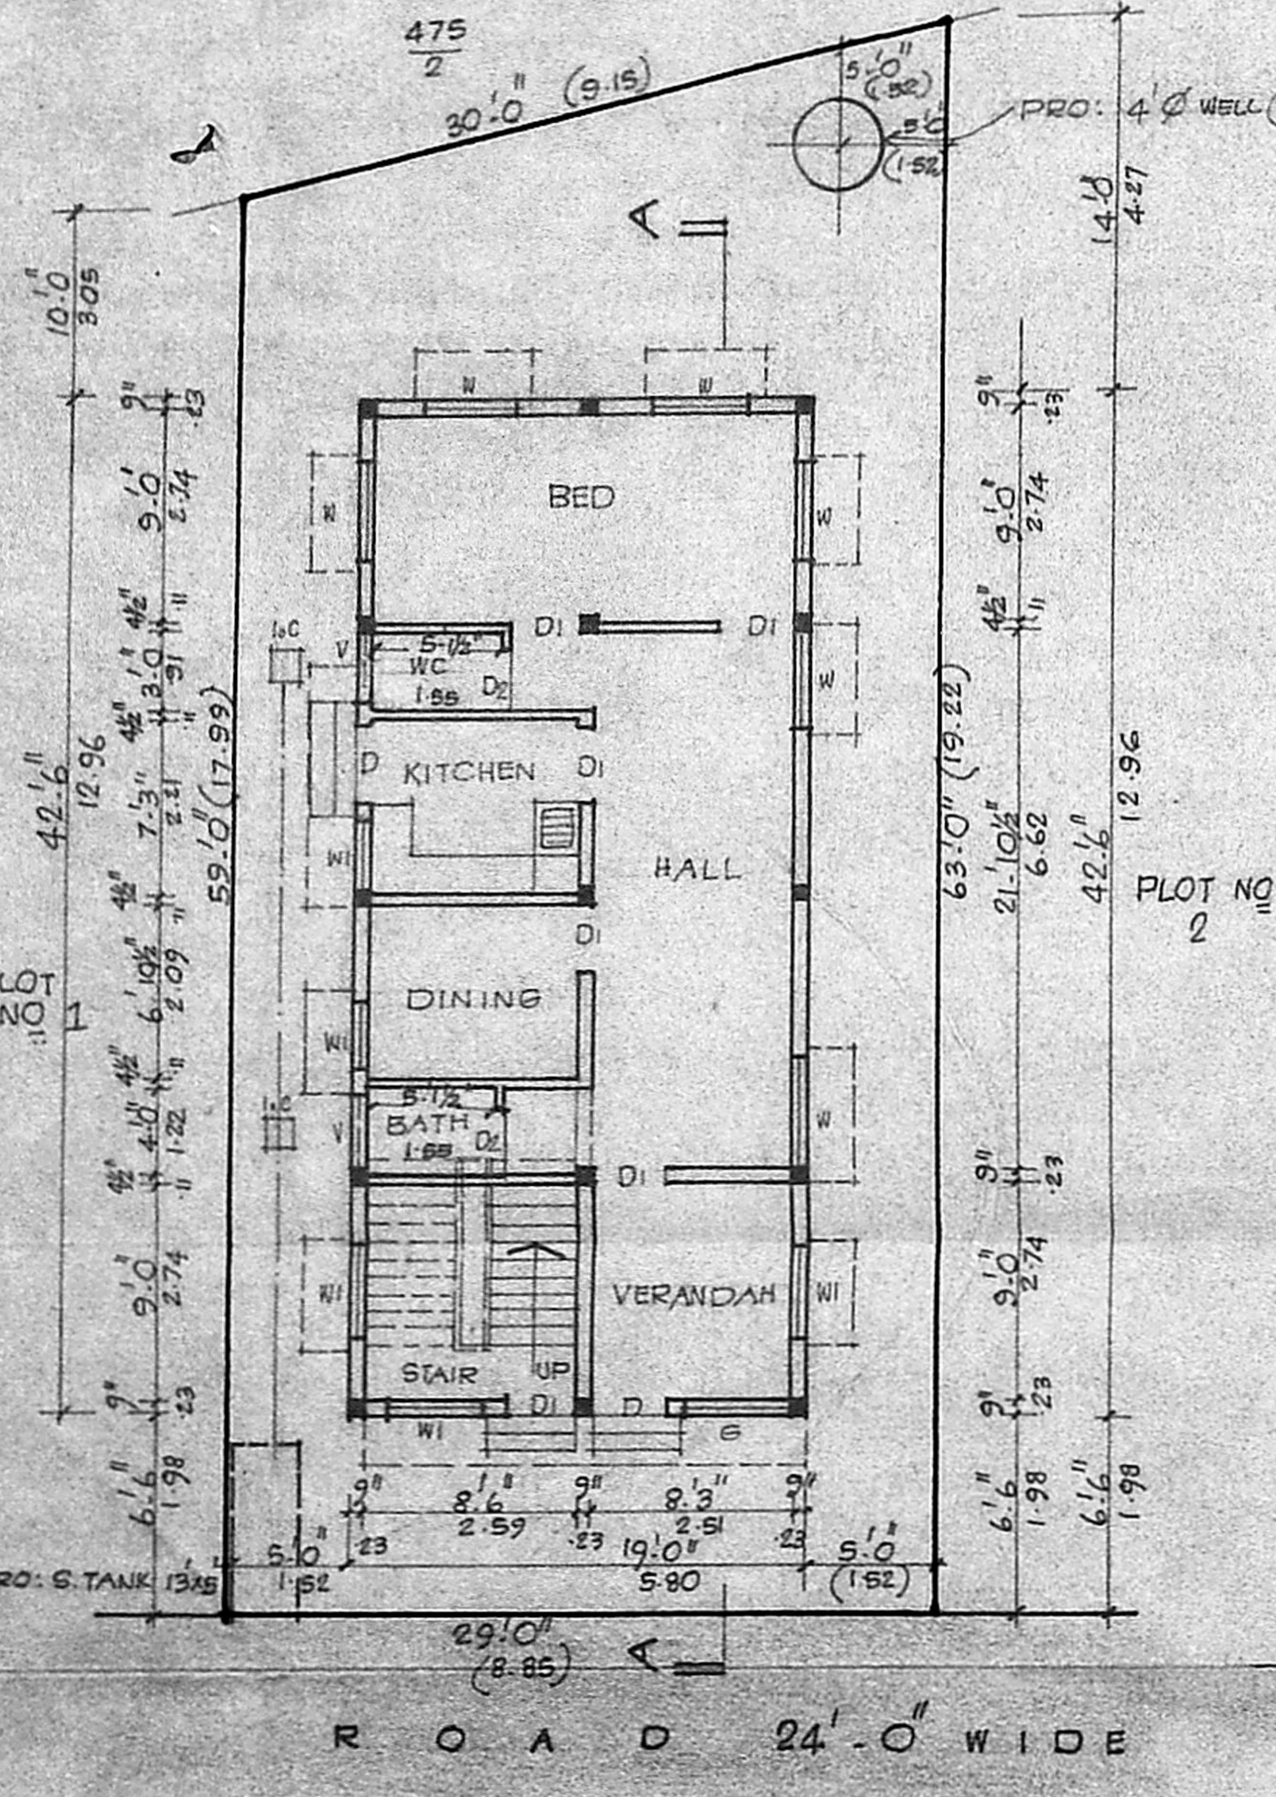 475
2
30'-0" (9.15)
5'-0"
(1.52)
PRO: 4'Ø WELL (
5'-0
(1.52)
14'-0
4.27
A
10'-0"
3.05
9"
.23
9'-0"
2.74
4½"
11
3'-0"
.91
4½"
11
7'-3"
2.21
4½"
11
6'-10½"
2.09
4½"
11
4'-0"
1.22
4½"
11
9'-0"
2.74
9"
.23
6'-6"
1.98
42'-6"
12.96
59'-0" (17.99)
LOT
NO 1
W
W
W
BED
W
D1
D1
I.C
V
5-½"
WC
1.55
D2
W
D
KITCHEN
D1
W1
HALL
D1
DINING
W1
5-½"
BATH
1.55
D2
V
W
D1
W1
VERANDAH
W1
STAIR
UP
D1
D
W1
G
9"
.23
9'-0"
2.74
4½"
11
63'-0" (19.22)
21'-10½"
6.62
42'-6"
12.96
PLOT NO
2
9"
.23
9'-0"
2.74
9"
.23
6'-6"
1.98
6'-6"
1.98
9"
8'-6"
9"
8'-3"
9"
.23
2.59
.23
2.51
.23
RO: S. TANK 13x5
5'-0"
1.52
19'-0"
5.80
5'-0"
(1.52)
29'-0"
(8.85)
A
ROAD 24'-0" WIDE